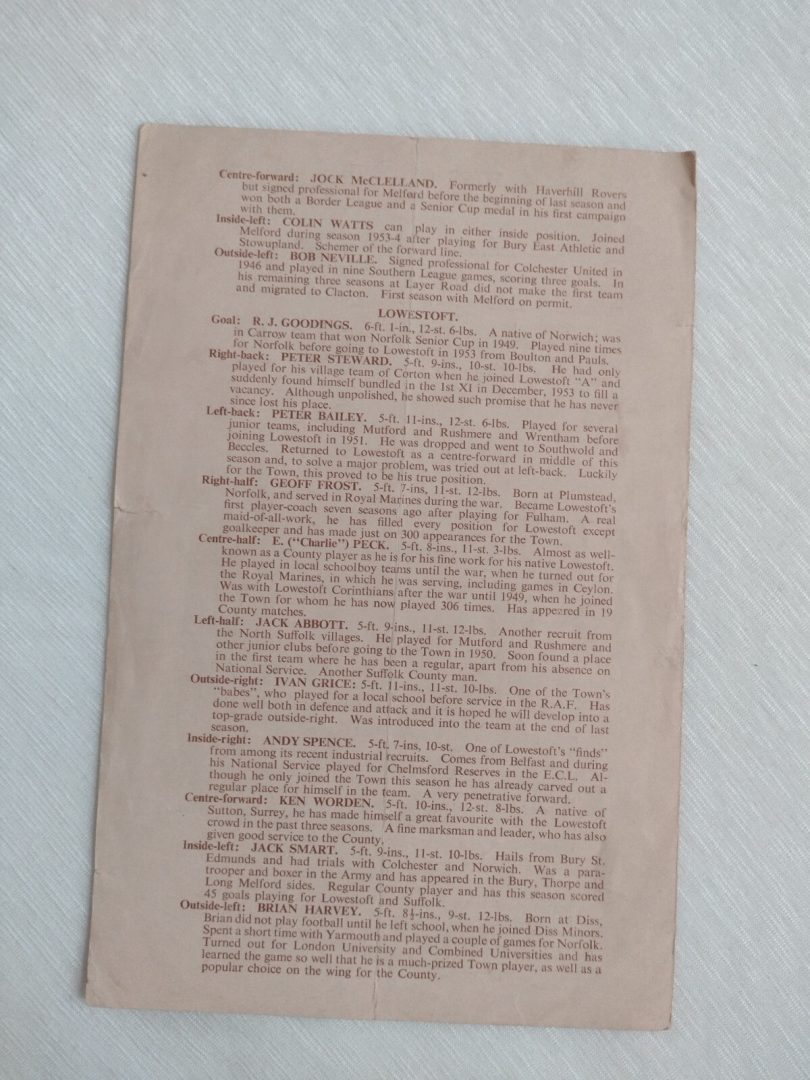 Centre-forward: JOCK McCLELLAND. Formerly with Haverhill Rovers
but signed professional for Melford before the beginning of last season and
won both a Border League and a Senior Cup medal in his first campaign
with them.
Inside-left: COLIN WATTS can play in either inside position. Joined
Melford during season 1953-4 after playing for Bury East Athletic and
Stowupland. Schemer of the forward line.
Outside-left: BOB NEVILLE. Signed professional for Colchester United in
1946 and played in nine Southern League games, scoring three goals. In
his remaining three seasons at Layer Road did not make the first team
and migrated to Clacton. First season with Melford on permit.
LOWESTOFT.
Goal: R. J. GOODINGS. 6-ft. 1-in., 12-st. 6-lbs. A native of Norwich; was
in Carrow team that won Norfolk Senior Cup in 1949. Played nine times
for Norfolk before going to Lowestoft in 1953 from Boulton and Pauls.
Right-back: PETER STEWARD. 5-ft. 9-ins., 10-st. 10-lbs. He had only
played for his village team of Corton when he joined Lowestoft "A" and
suddenly found himself bundled in the 1st XI in December, 1953 to fill a
vacancy. Although unpolished, he showed such promise that he has never
since lost his place.
Left-back: PETER BAILEY. 5-ft. 11-ins., 12-st. 6-lbs. Played for several
junior teams, including Mutford and Rushmere and Wrentham before
joining Lowestoft in 1951. He was dropped and went to Southwold and
Beccles. Returned to Lowestoft as a centre-forward in middle of this
season and, to solve a major problem, was tried out at left-back. Luckily
for the Town, this proved to be his true position.
Right-half: GEOFF FROST. 5-ft. 7-ins, 11-st. 12-lbs. Born at Plumstead,
Norfolk, and served in Royal Marines during the war. Became Lowestoft's
first player-coach seven seasons ago after playing for Fulham. A real
maid-of-all-work, he has filled every position for Lowestoft except
goalkeeper and has made just on 300 appearances for the Town.
Centre-half: E. ("Charlie") PECK. 5-ft. 8-ins., 11-st. 3-lbs. Almost as well-
known as a County player as he is for his fine work for his native Lowestoft.
He played in local schoolboy teams until the war, when he turned out for
the Royal Marines, in which he was serving, including games in Ceylon.
Was with Lowestoft Corinthians after the war until 1949, when he joined
the Town for whom he has now played 306 times. Has appeared in 19
County matches.
Left-half: JACK ABBOTT. 5-ft. 9-ins., 11-st. 12-lbs. Another recruit from
the North Suffolk villages. He played for Mutford and Rushmere and
other junior clubs before going to the Town in 1950. Soon found a place
in the first team where he has been a regular, apart from his absence on
National Service. Another Suffolk County man.
Outside-right: IVAN GRICE: 5-ft. 11-ins., 11-st. 10-lbs. One of the Town's
"babes", who played for a local school before service in the R.A.F. Has
done well both in defence and attack and it is hoped he will develop into a
top-grade outside-right. Was introduced into the team at the end of last
season.
Inside-right: ANDY SPENCE. 5-ft. 7-ins, 10-st. One of Lowestoft's "finds"
from among its recent industrial recruits. Comes from Belfast and during
his National Service played for Chelmsford Reserves in the E.C.L. Al-
though he only joined the Town this season he has already carved out a
regular place for himself in the team. A very penetrative forward.
Centre-forward: KEN WORDEN. 5-ft. 10-ins., 12-st. 8-lbs. A native of
Sutton, Surrey, he has made himself a great favourite with the Lowestoft
crowd in the past three seasons. A fine marksman and leader, who has also
given good service to the County.
Inside-left: JACK SMART. 5-ft. 9-ins., 11-st. 10-lbs. Hails from Bury St.
Edmunds and had trials with Colchester and Norwich. Was a para-
trooper and boxer in the Army and has appeared in the Bury, Thorpe and
Long Melford sides. Regular County player and has this season scored
45 goals playing for Lowestoft and Suffolk.
Outside-left: BRIAN HARVEY. 5-ft. 8½-ins., 9-st. 12-lbs. Born at Diss,
Brian did not play football until he left school, when he joined Diss Minors.
Spent a short time with Yarmouth and played a couple of games for Norfolk.
Turned out for London University and Combined Universities and has
learned the game so well that he is a much-prized Town player, as well as a
popular choice on the wing for the County.